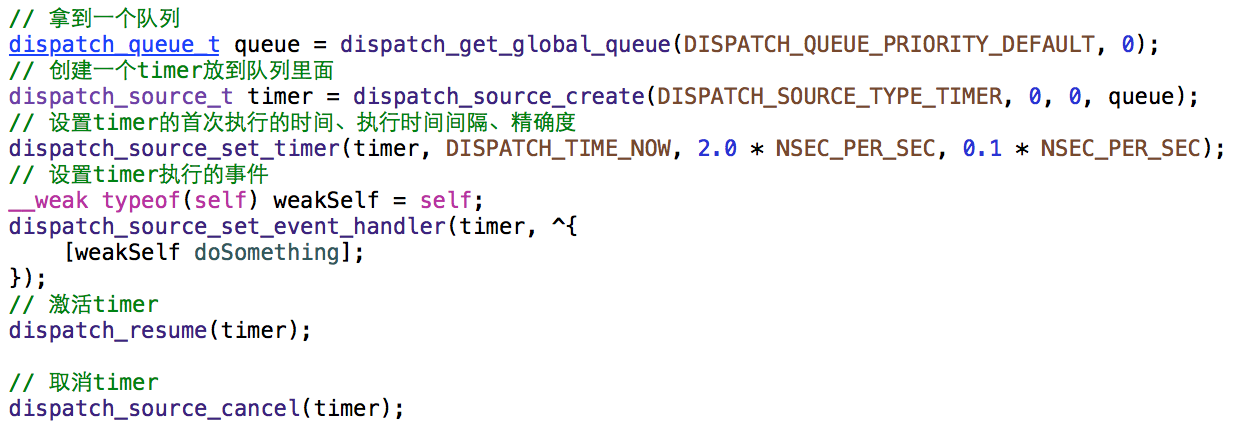 // 拿到一个队列
dispatch_queue_t queue = dispatch_get_global_queue(DISPATCH_QUEUE_PRIORITY_DEFAULT, 0);
// 创建一个timer放到队列里面
dispatch_source_t timer = dispatch_source_create(DISPATCH_SOURCE_TYPE_TIMER, 0, 0, queue);
// 设置timer的首次执行的时间、执行时间间隔、精确度
dispatch_source_set_timer(timer, DISPATCH_TIME_NOW, 2.0 * NSEC_PER_SEC, 0.1 * NSEC_PER_SEC);
// 设置timer执行的事件
__weak typeof(self) weakSelf = self;
dispatch_source_set_event_handler(timer, ^{
    [weakSelf doSomething];
});
// 激活timer
dispatch_resume(timer);

// 取消timer
dispatch_source_cancel(timer);